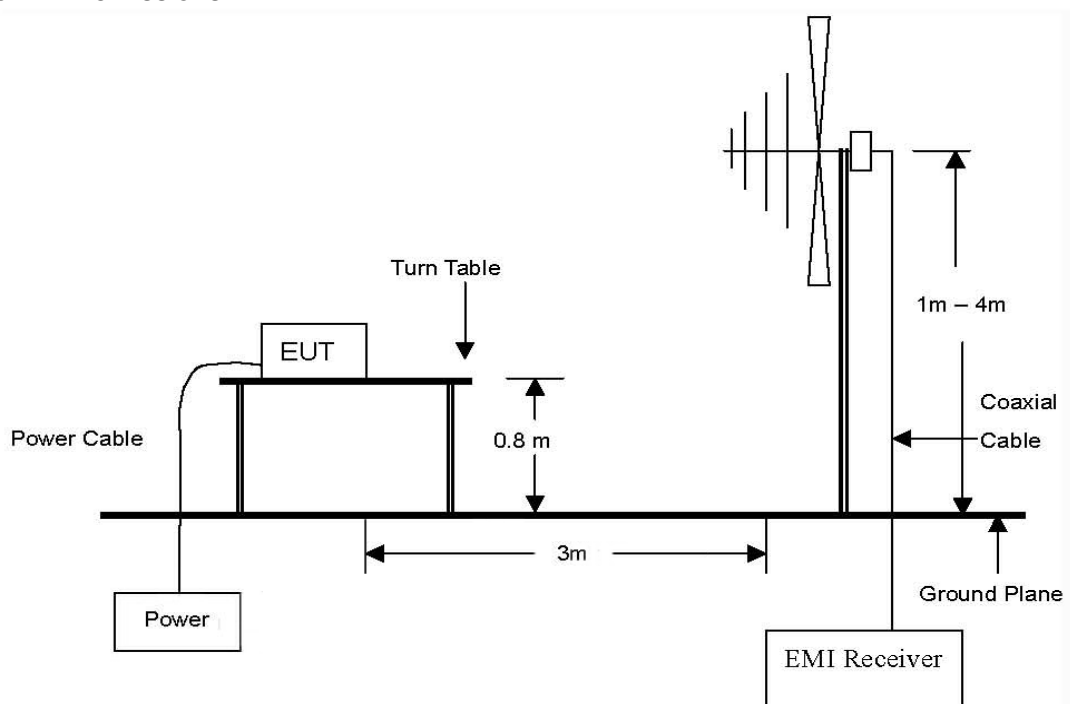 Turn Table
1m – 4m
EUT
Coaxial
Power Cable
0.8 m
Cable
3m
Ground Plane
Power
EMI Receiver